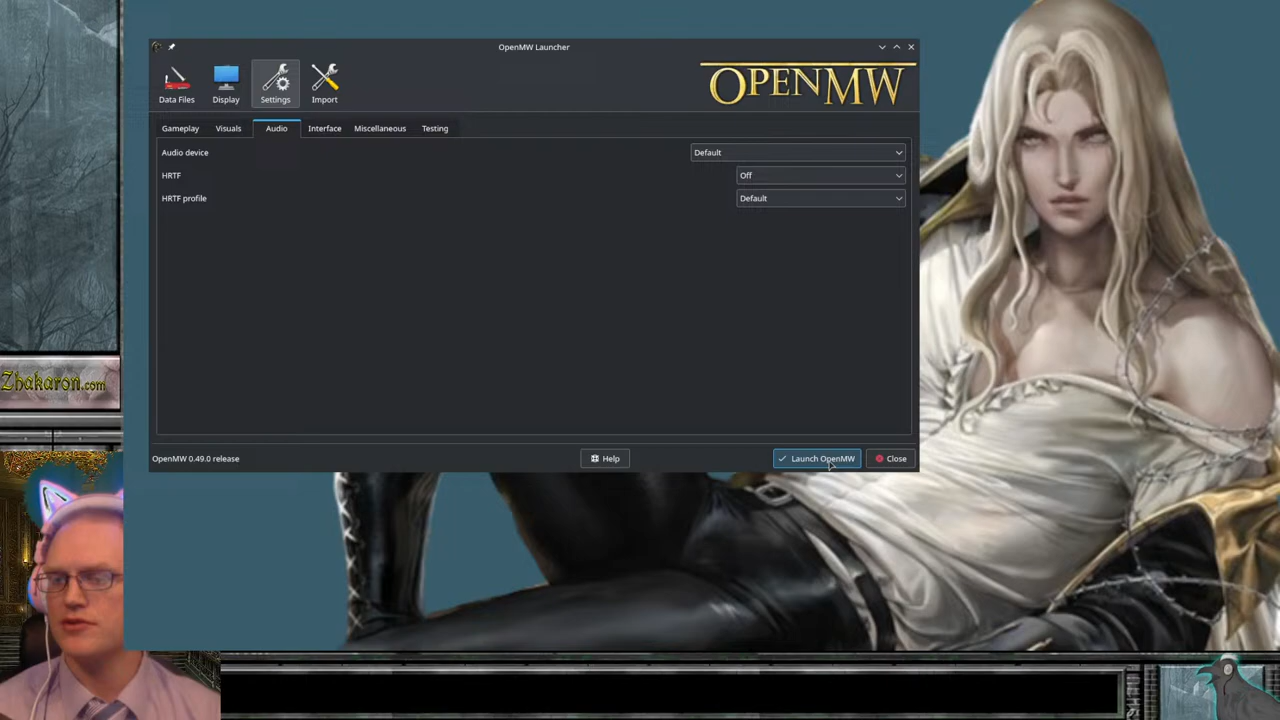 OpenMW Launcher
Data Files
Display
Settings
Import
OPENMW
Gameplay
Visuals
Audio
Interface
Miscellaneous
Testing
Audio device
Default
HRTF
Off
HRTF profile
Default
Zhakaron.com
OpenMW 0.49.0 release
Help
Launch OpenMW
Close